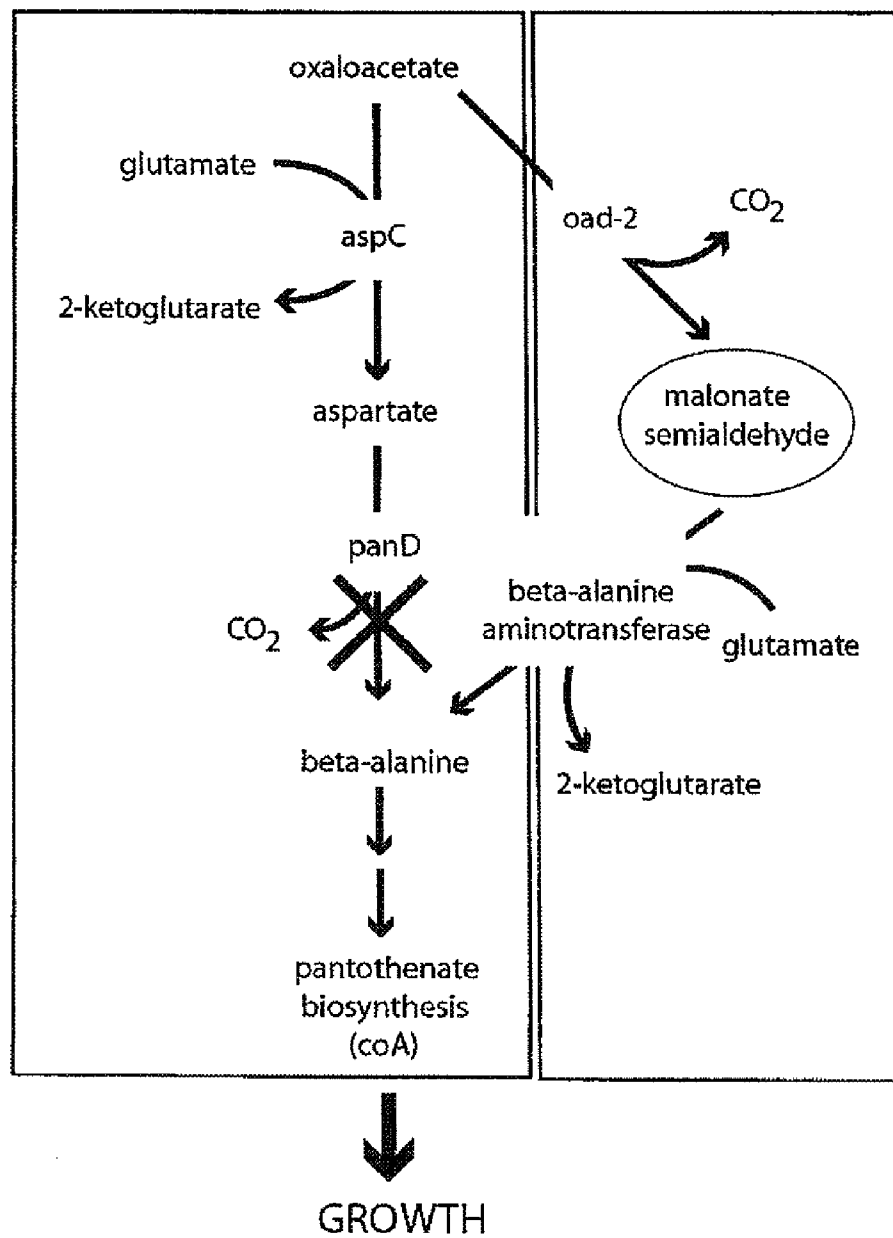 oxaloacetate
glutamate
aspC
2-ketoglutarate
aspartate
panD
CO2
beta-alanine
pantothenate
biosynthesis
(coA)
oad-2
CO2
malonate
semialdehyde
beta-alanine
aminotransferase
glutamate
2-ketoglutarate
GROWTH